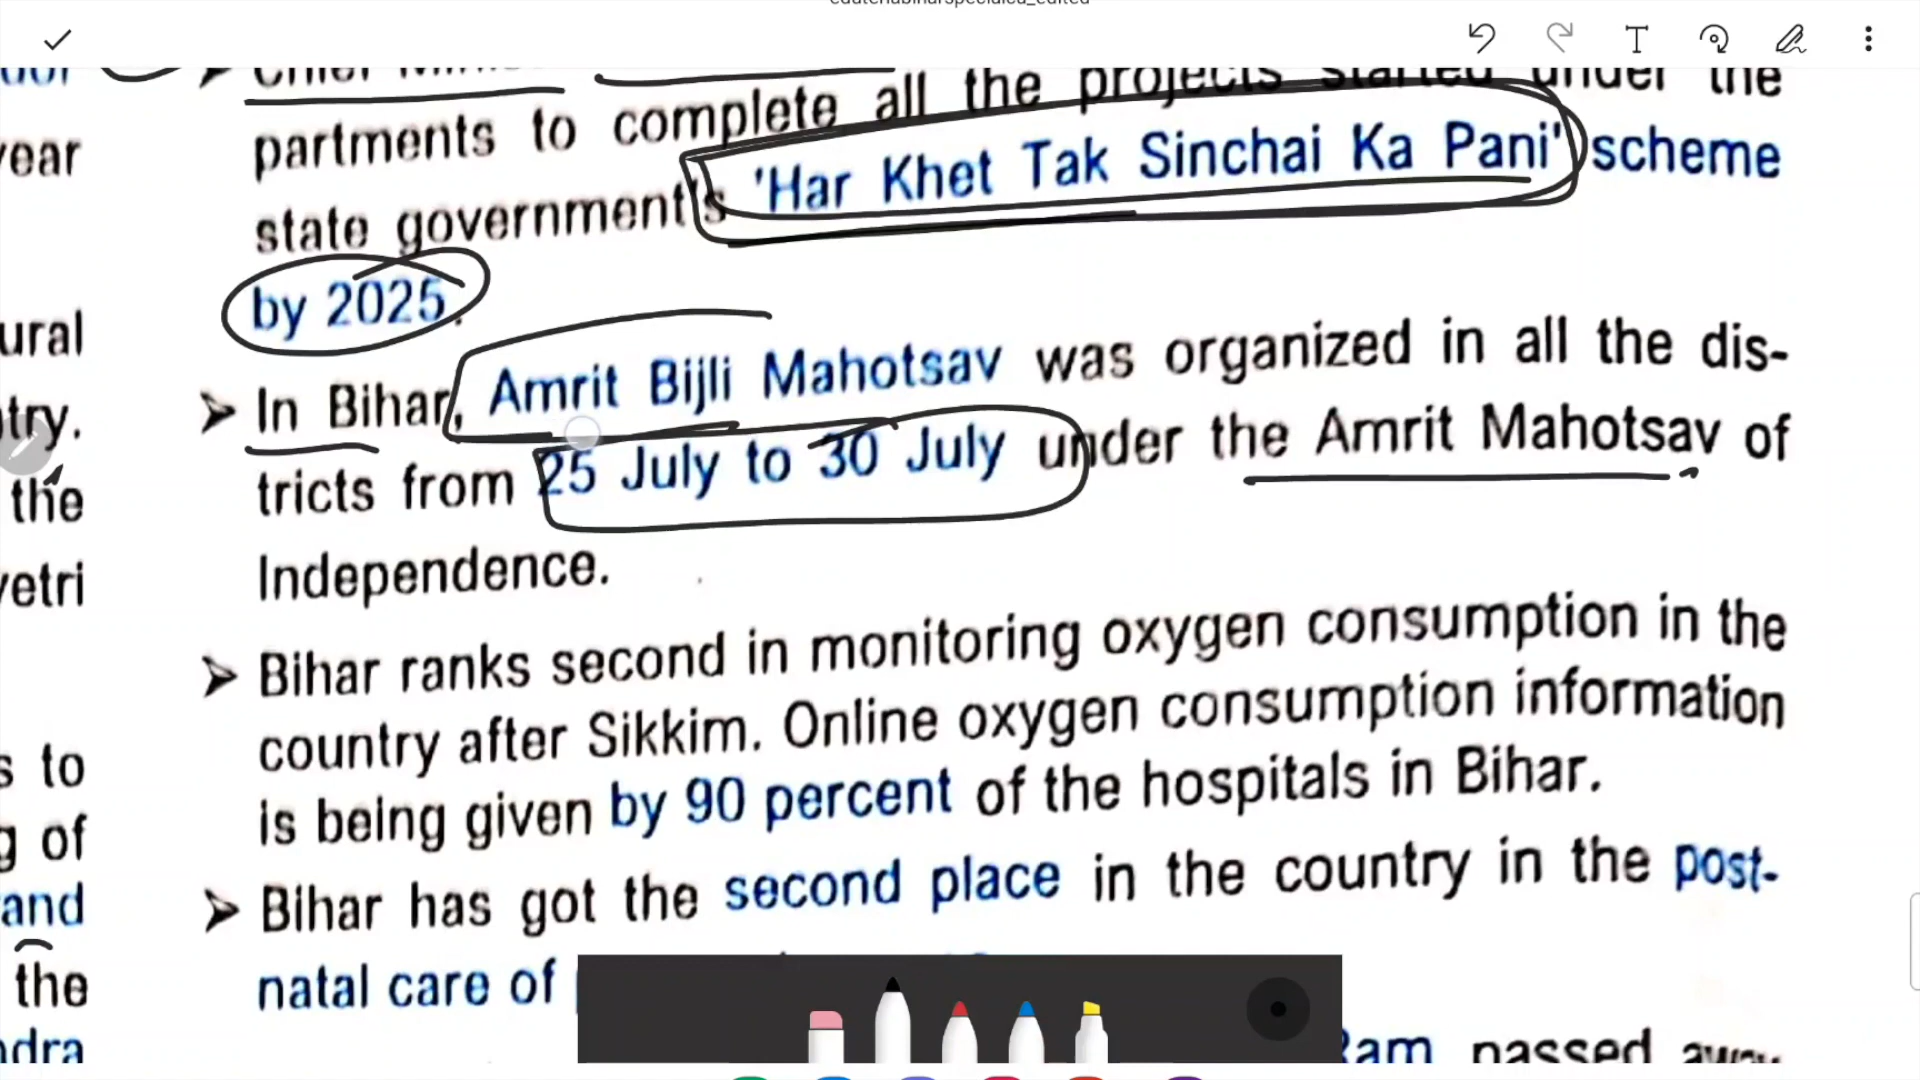 edutenabiharspecialca_edited
year
ural
try.
the
vetri
s to
g of
and
the
ndra
Chief
partments to complete all the projects started under the
state government's 'Har Khet Tak Sinchai Ka Pani' scheme
by 2025.
➤ In Bihar, Amrit Bijli Mahotsav was organized in all the dis-
tricts from 25 July to 30 July under the Amrit Mahotsav of
Independence.
➤ Bihar ranks second in monitoring oxygen consumption in the
country after Sikkim. Online oxygen consumption information
is being given by 90 percent of the hospitals in Bihar.
➤ Bihar has got the second place in the country in the post-
natal care of
Ram passed away